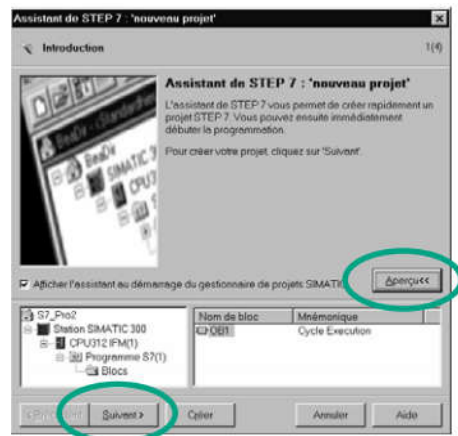 Assistant de STEP 7 : 'nouveau projet'
Introduction
1(4)
Assistant de STEP 7 : 'nouveau projet'
L'assistant de STEP 7 vous permet de créer rapidement un
projet STEP 7. Vous pouvez ensuite immédiatement
débuter la programmation.
Pour créer votre projet, cliquez sur 'Suivant'.
BeaDir
SIMATIC 3
CPU3
Afficher l'assistant au démarrage du gestionnaire de projets SIMATIC
Aperçu<<
S7_Pro2
Station SIMATIC 300
CPU312 IFM(1)
Programme S7(1)
Blocs
Nom de bloc
Mnémonique
OB1
Cycle Execution
Suivant >
Créer
Annuler
Aide